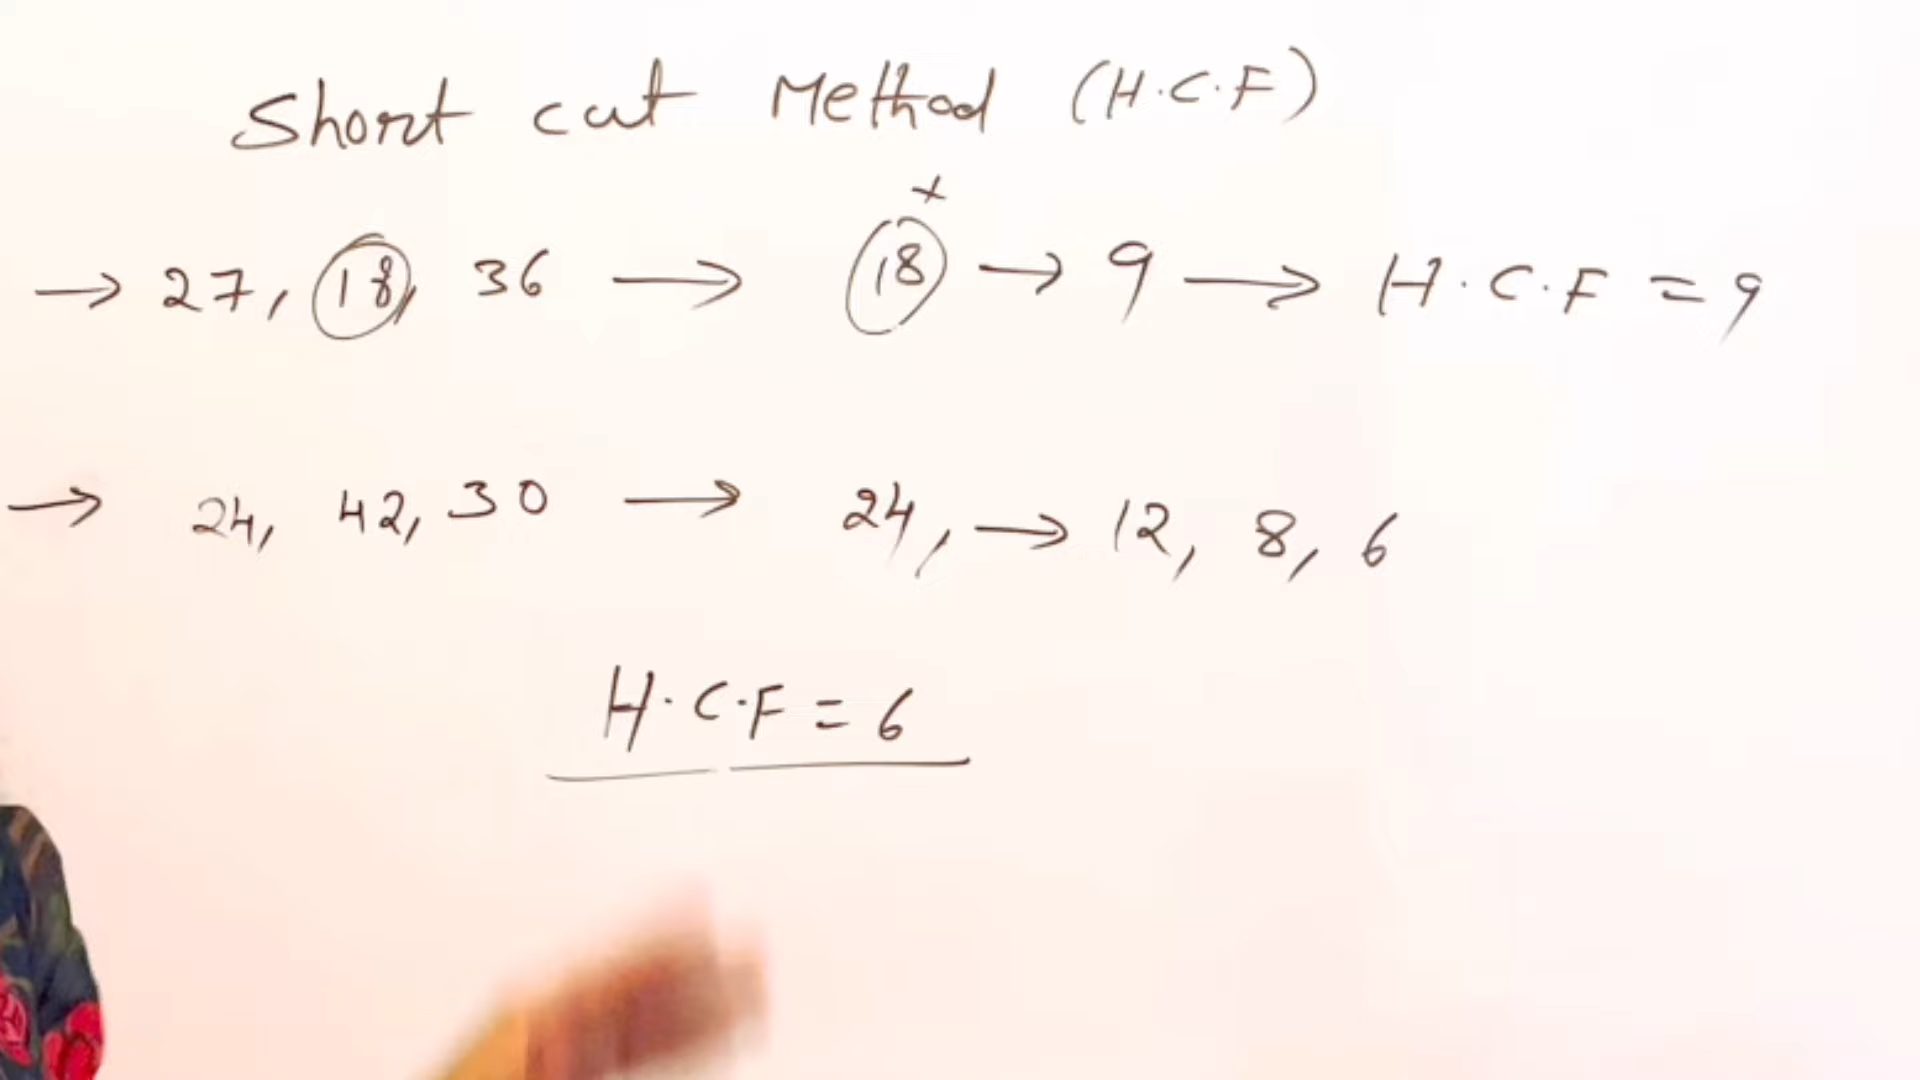 Short cut Method (H.C.F)
→ 27, 18, 36 → 18 → 9 → H.C.F = 9
→ 24, 42, 30 → 24, → 12, 8, 6
H.C.F = 6